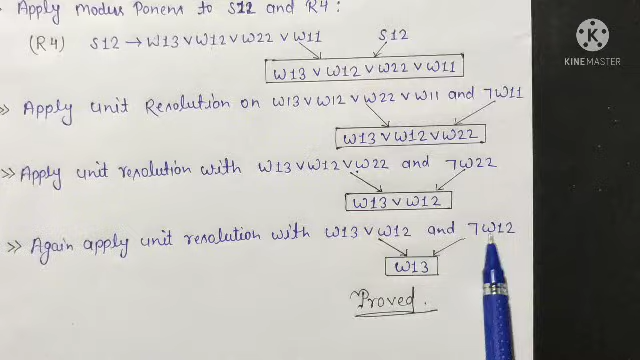 Apply Modus Ponens to S12 and R4 :
(R4) S12 → W13 ∨ W12 ∨ W22 ∨ W11 S12
W13 ∨ W12 ∨ W22 ∨ W11
>> Apply unit Resolution on W13 ∨ W12 ∨ W22 ∨ W11 and ¬W11
W13 ∨ W12 ∨ W22
>> Apply unit resolution with W13 ∨ W12 ∨ W22 and ¬W22
W13 ∨ W12
>> Again apply unit resolution with W13 ∨ W12 and ¬W12
W13
Proved.
KINEMASTER